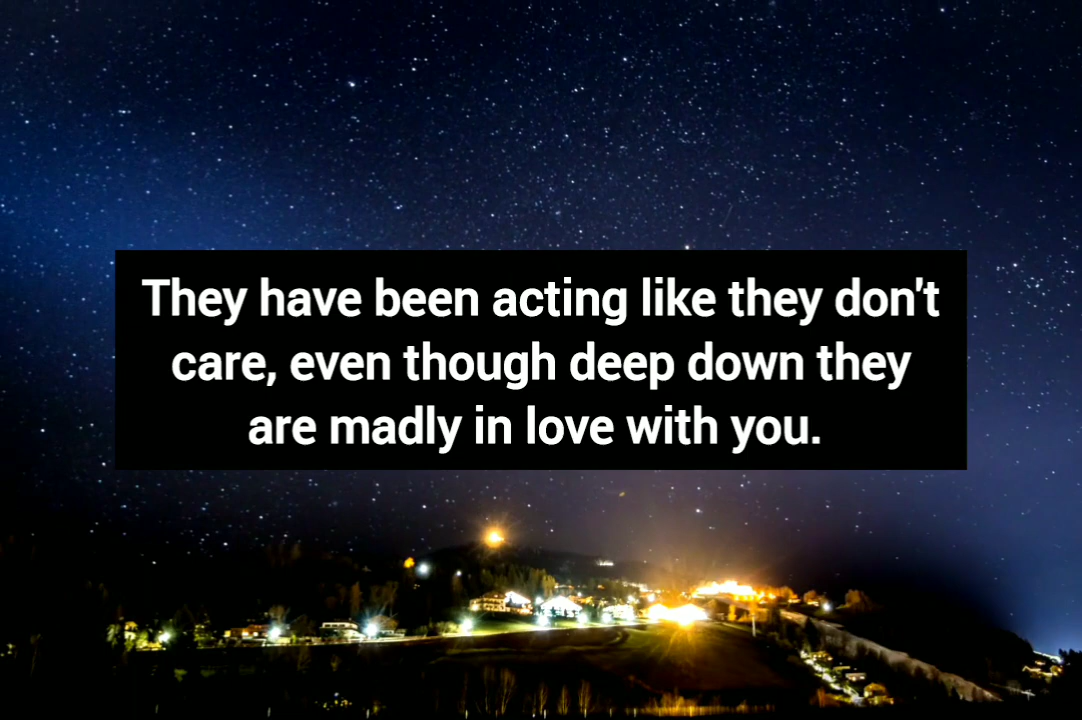 They have been acting like they don't
care, even though deep down they
are madly in love with you.